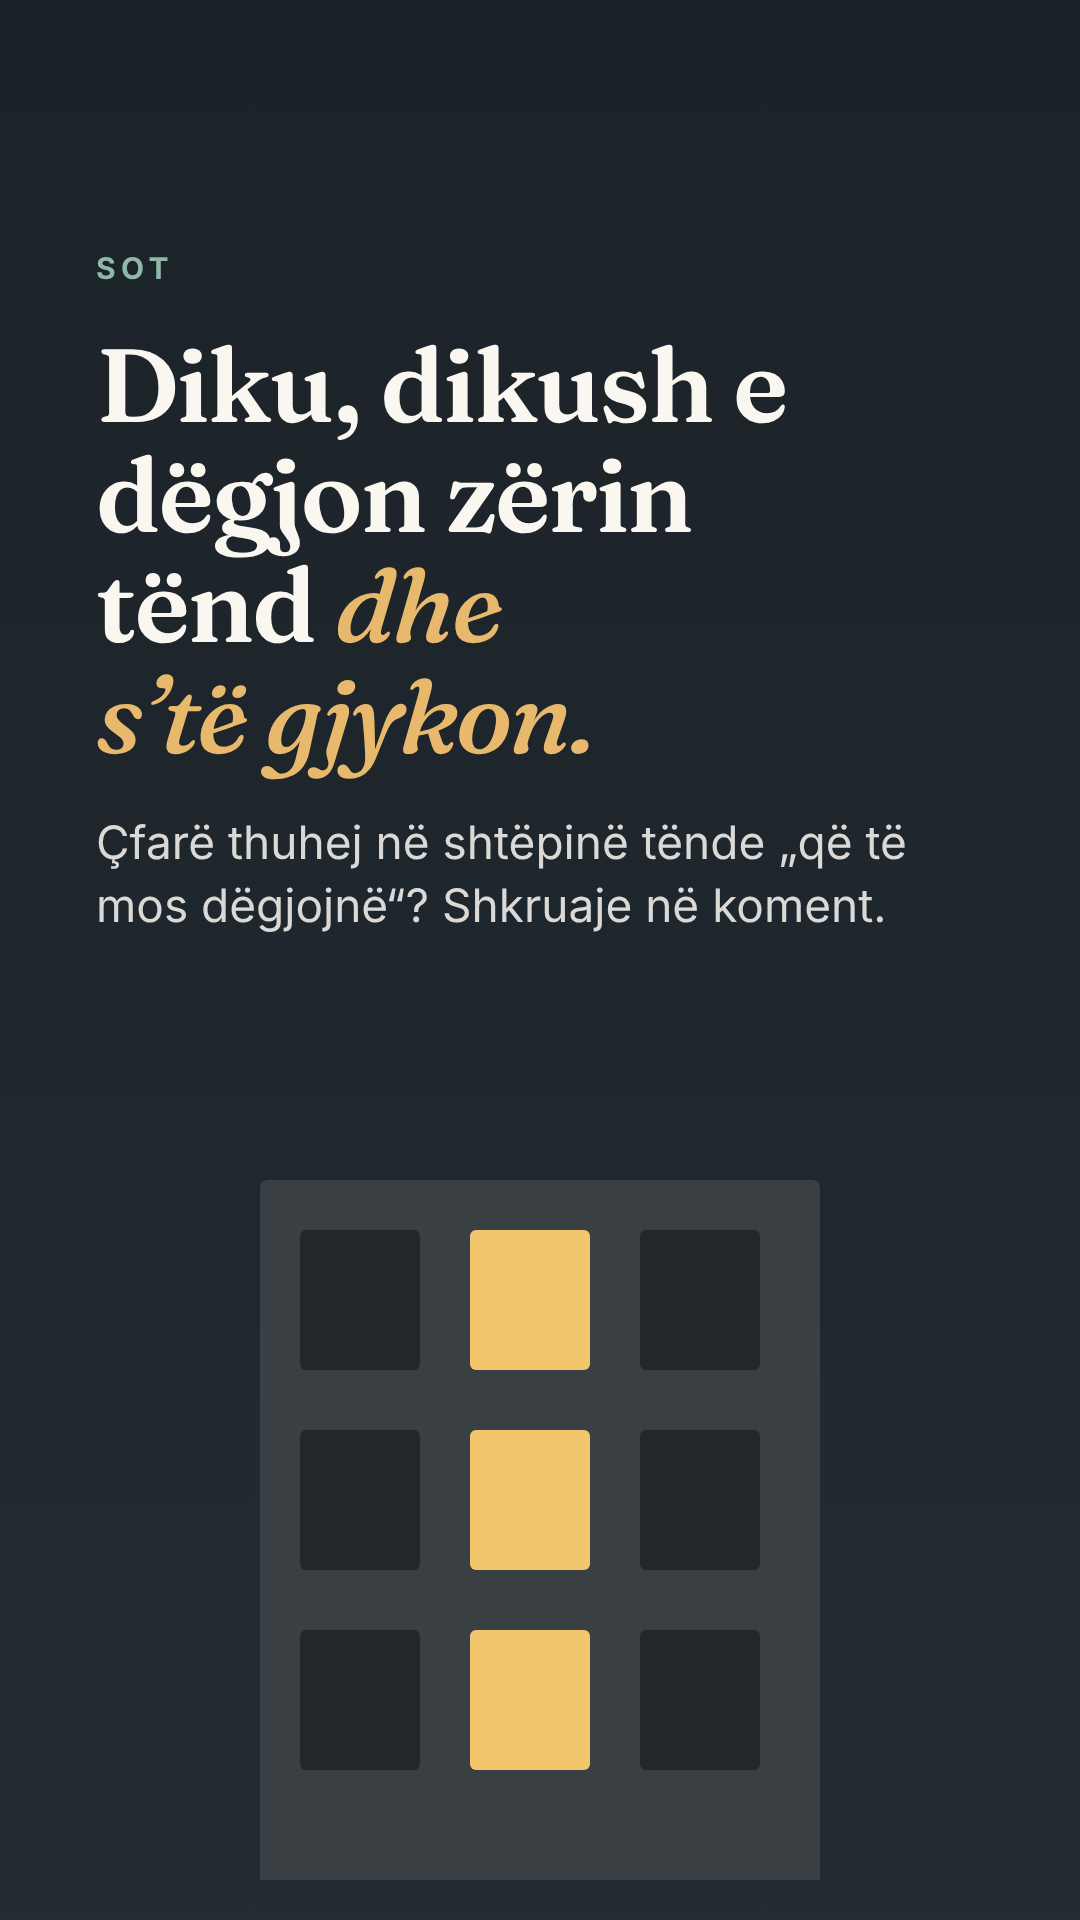 SOT
Diku, dikush e
dëgjon zërin
tënd dhe
s’të gjykon.
Çfarë thuhej në shtëpinë tënde „që të
mos dëgjojnë“? Shkruaje në koment.